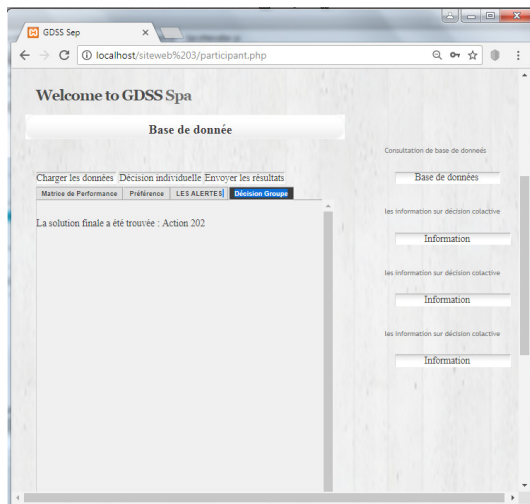 GDSS Sep
localhost/siteweb%203/participant.php
Welcome to GDSS Spa
Base de donnée
Charger les données Décision individuelle Envoyer les résultats
Matrice de Performance Préférence LES ALERTES Décision Groupe
La solution finale a été trouvée : Action 202
Consultation de base de donneés
Base de données
les information sur décision colactive
Information
les information sur décision colactive
Information
les information sur décision colactive
Information